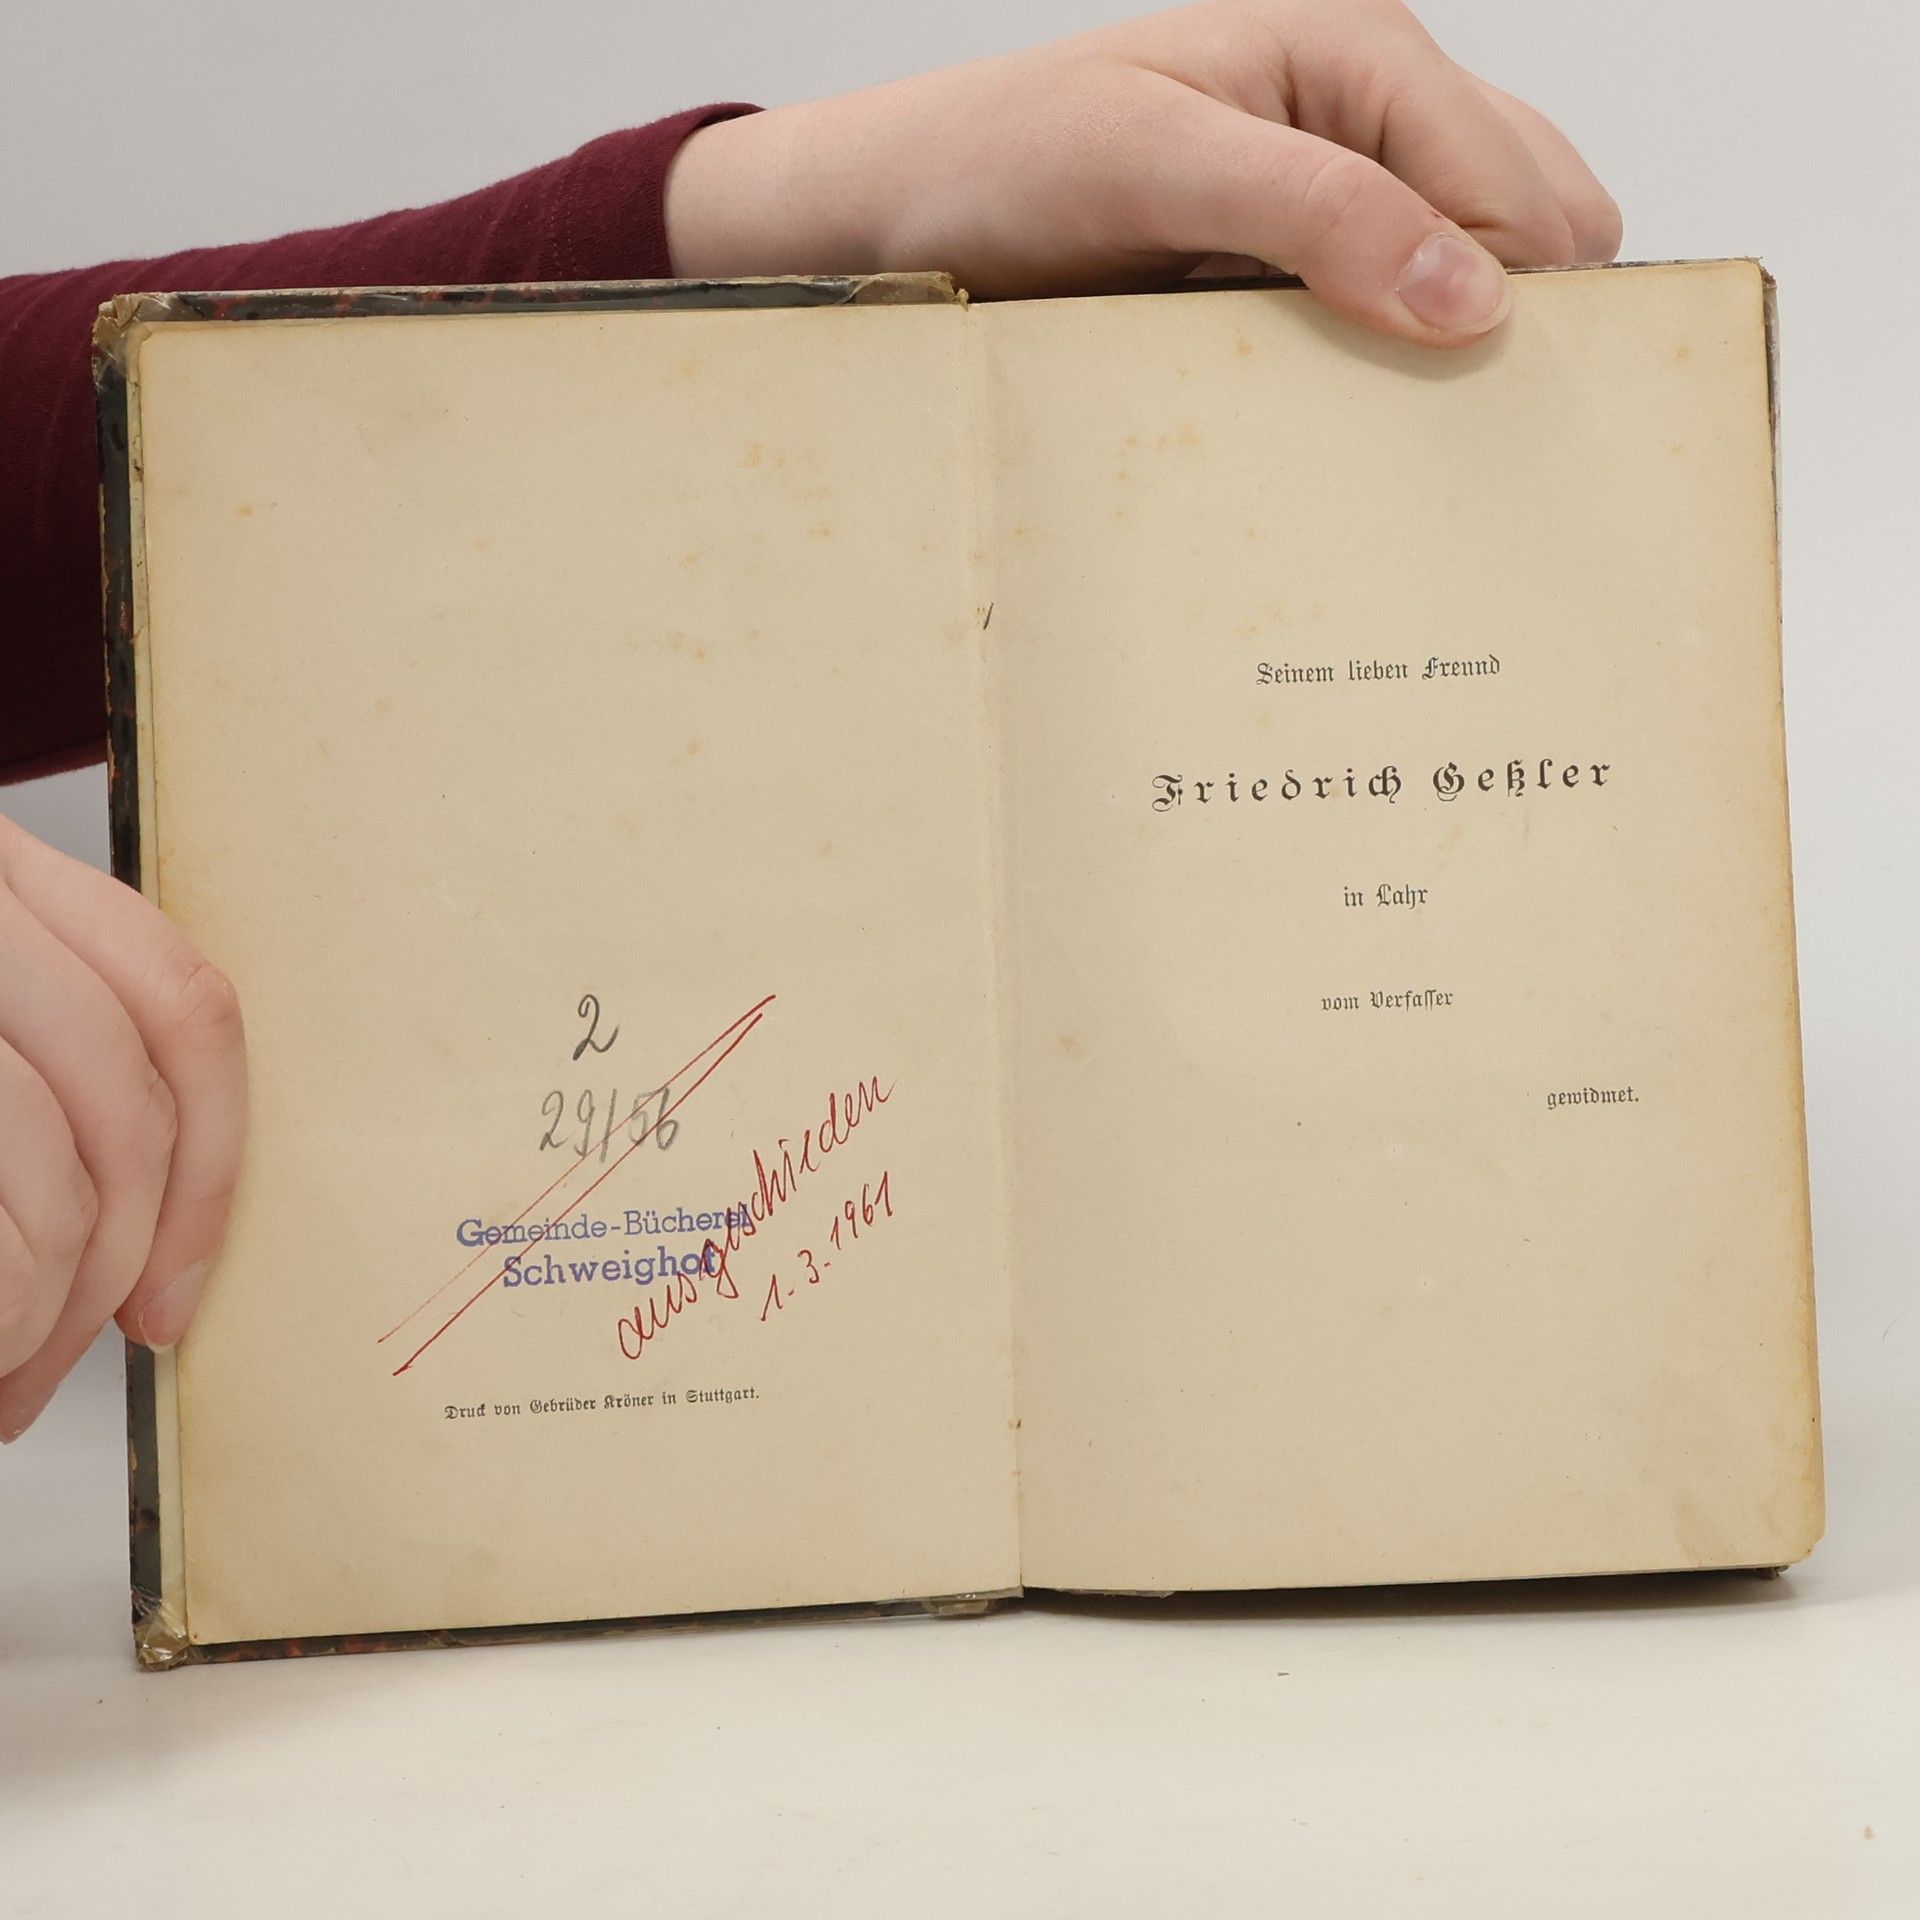 2
29/56
Gemeinde-Bücherei
Schweighof
ausgeschieden
1.3.1961
Druck von Gebrüder Kröner in Stuttgart.
Seinem lieben Freund
Friedrich Geßler
in Lahr
vom Verfasser
gewidmet.